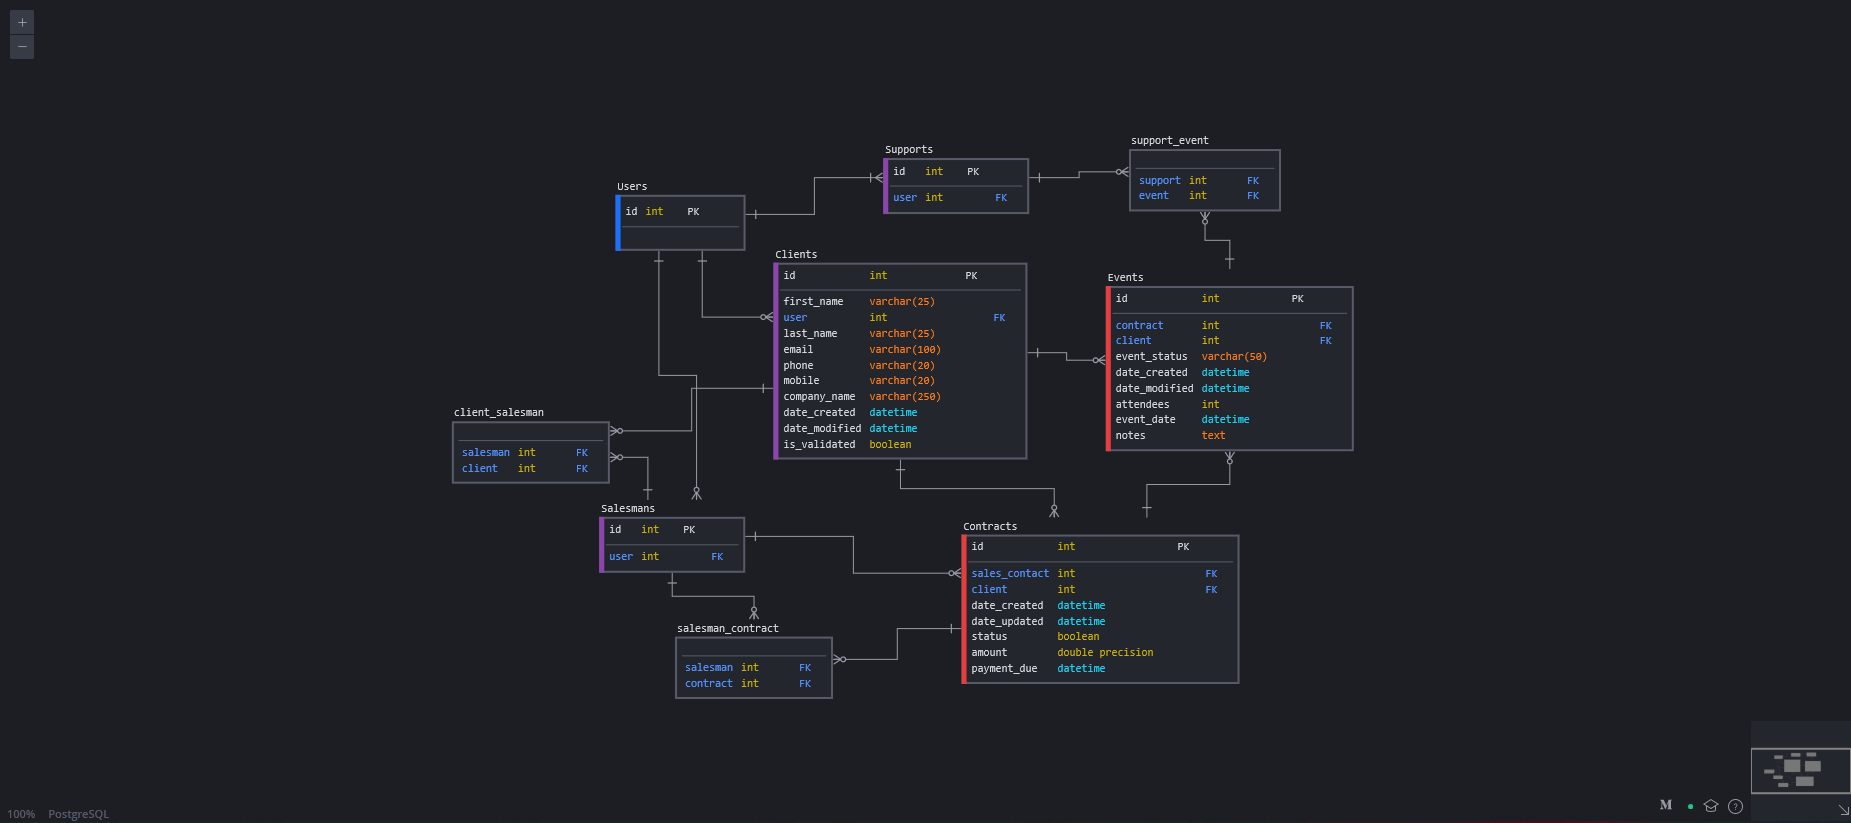 +
−
support_event
support int FK
event int FK
Supports
id int PK
user int FK
Users
id int PK
Clients
id int PK
first_name varchar(25)
user int FK
last_name varchar(25)
email varchar(100)
phone varchar(20)
mobile varchar(20)
company_name varchar(250)
date_created datetime
date_modified datetime
is_validated boolean
Events
id int PK
contract int FK
client int FK
event_status varchar(50)
date_created datetime
date_modified datetime
attendees int
event_date datetime
notes text
client_salesman
salesman int FK
client int FK
Salesmans
id int PK
user int FK
Contracts
id int PK
sales_contact int FK
client int FK
date_created datetime
date_updated datetime
status boolean
amount double precision
payment_due datetime
salesman_contract
salesman int FK
contract int FK
100% PostgreSQL
M ?